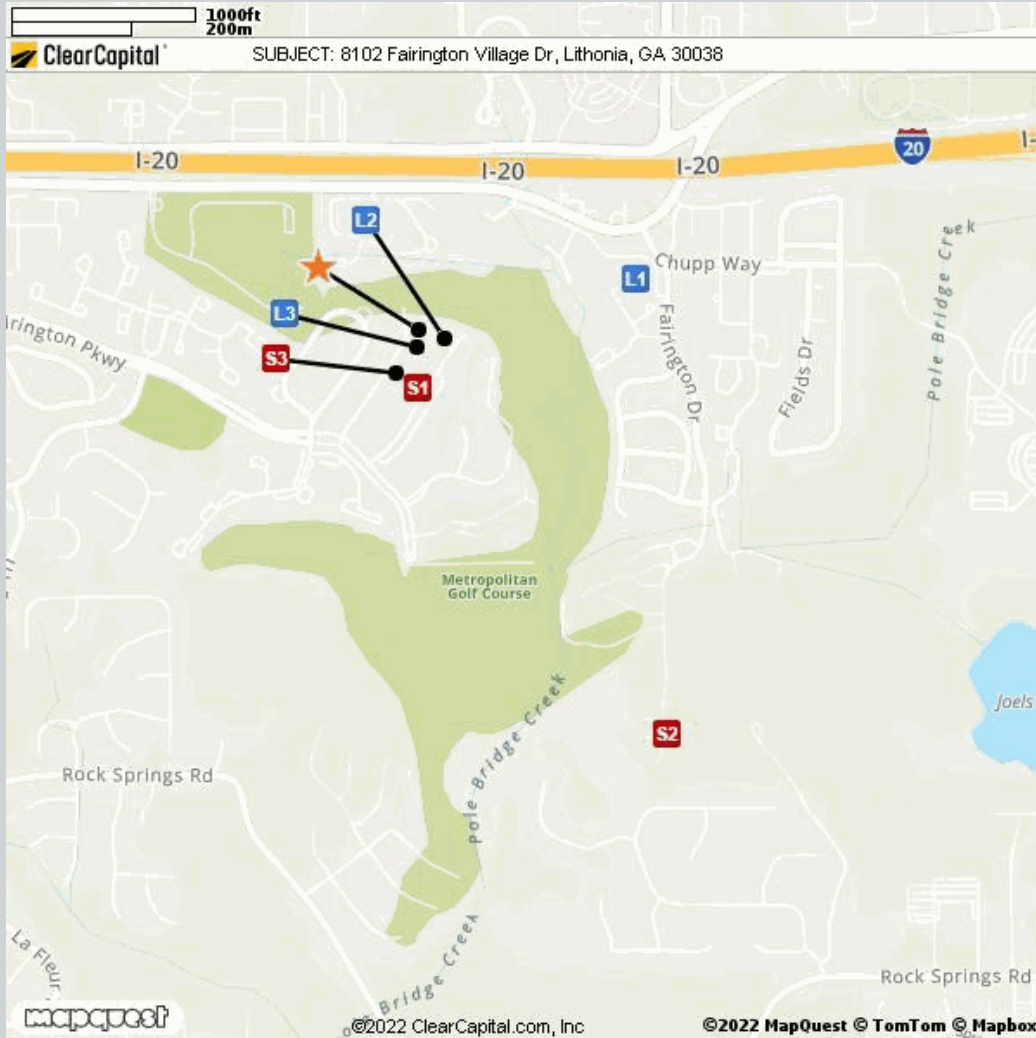 1000ft
200m
ClearCapital
SUBJECT: 8102 Fairington Village Dr, Lithonia, GA 30038
I-20
I-20
I-20
20
L2
L1
Chupp Way
Pole Bridge Creek
L3
Fairington Dr
Fields Dr
S3
S1
Metropolitan
Golf Course
Joels
S2
Pole Bridge Creek
Rock Springs Rd
La Fleur
Bridge Creek
Rock Springs Rd
mapquest
©2022 ClearCapital.com, Inc
©2022 MapQuest © TomTom © Mapbox